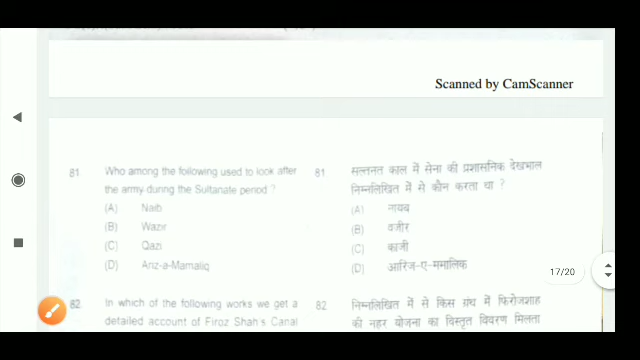 Scanned by CamScanner
81 Who among the following used to look after
the army during the Sultanate period ?
(A) Naib
(B) Wazir
(C) Qazi
(D) Ariz-a-Mamaliq
82. In which of the following works we get a
detailed account of Firoz Shah's Canal
81 सल्तनत काल में सेना की प्रशासनिक देखभाल
निम्नलिखित में से कौन करता था ?
(A) नायब
(B) वजीर
(C) काजी
(D) आरिज-ए-ममालिक
82 निम्नलिखित में से किस ग्रंथ में फिरोजशाह
की नहर योजना का विस्तृत विवरण मिलता
17/20